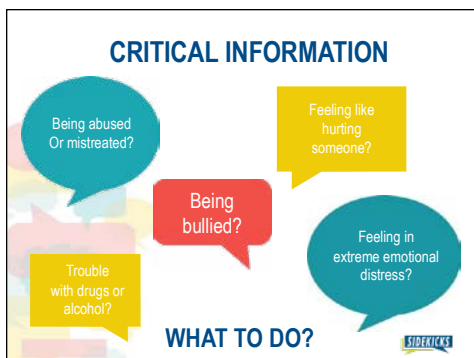 CRITICAL INFORMATION
Being abused
Or mistreated?
Feeling like
hurting
someone?
Being
bullied?
Feeling in
extreme emotional
distress?
Trouble
with drugs or
alcohol?
WHAT TO DO?
SIDEKICKS